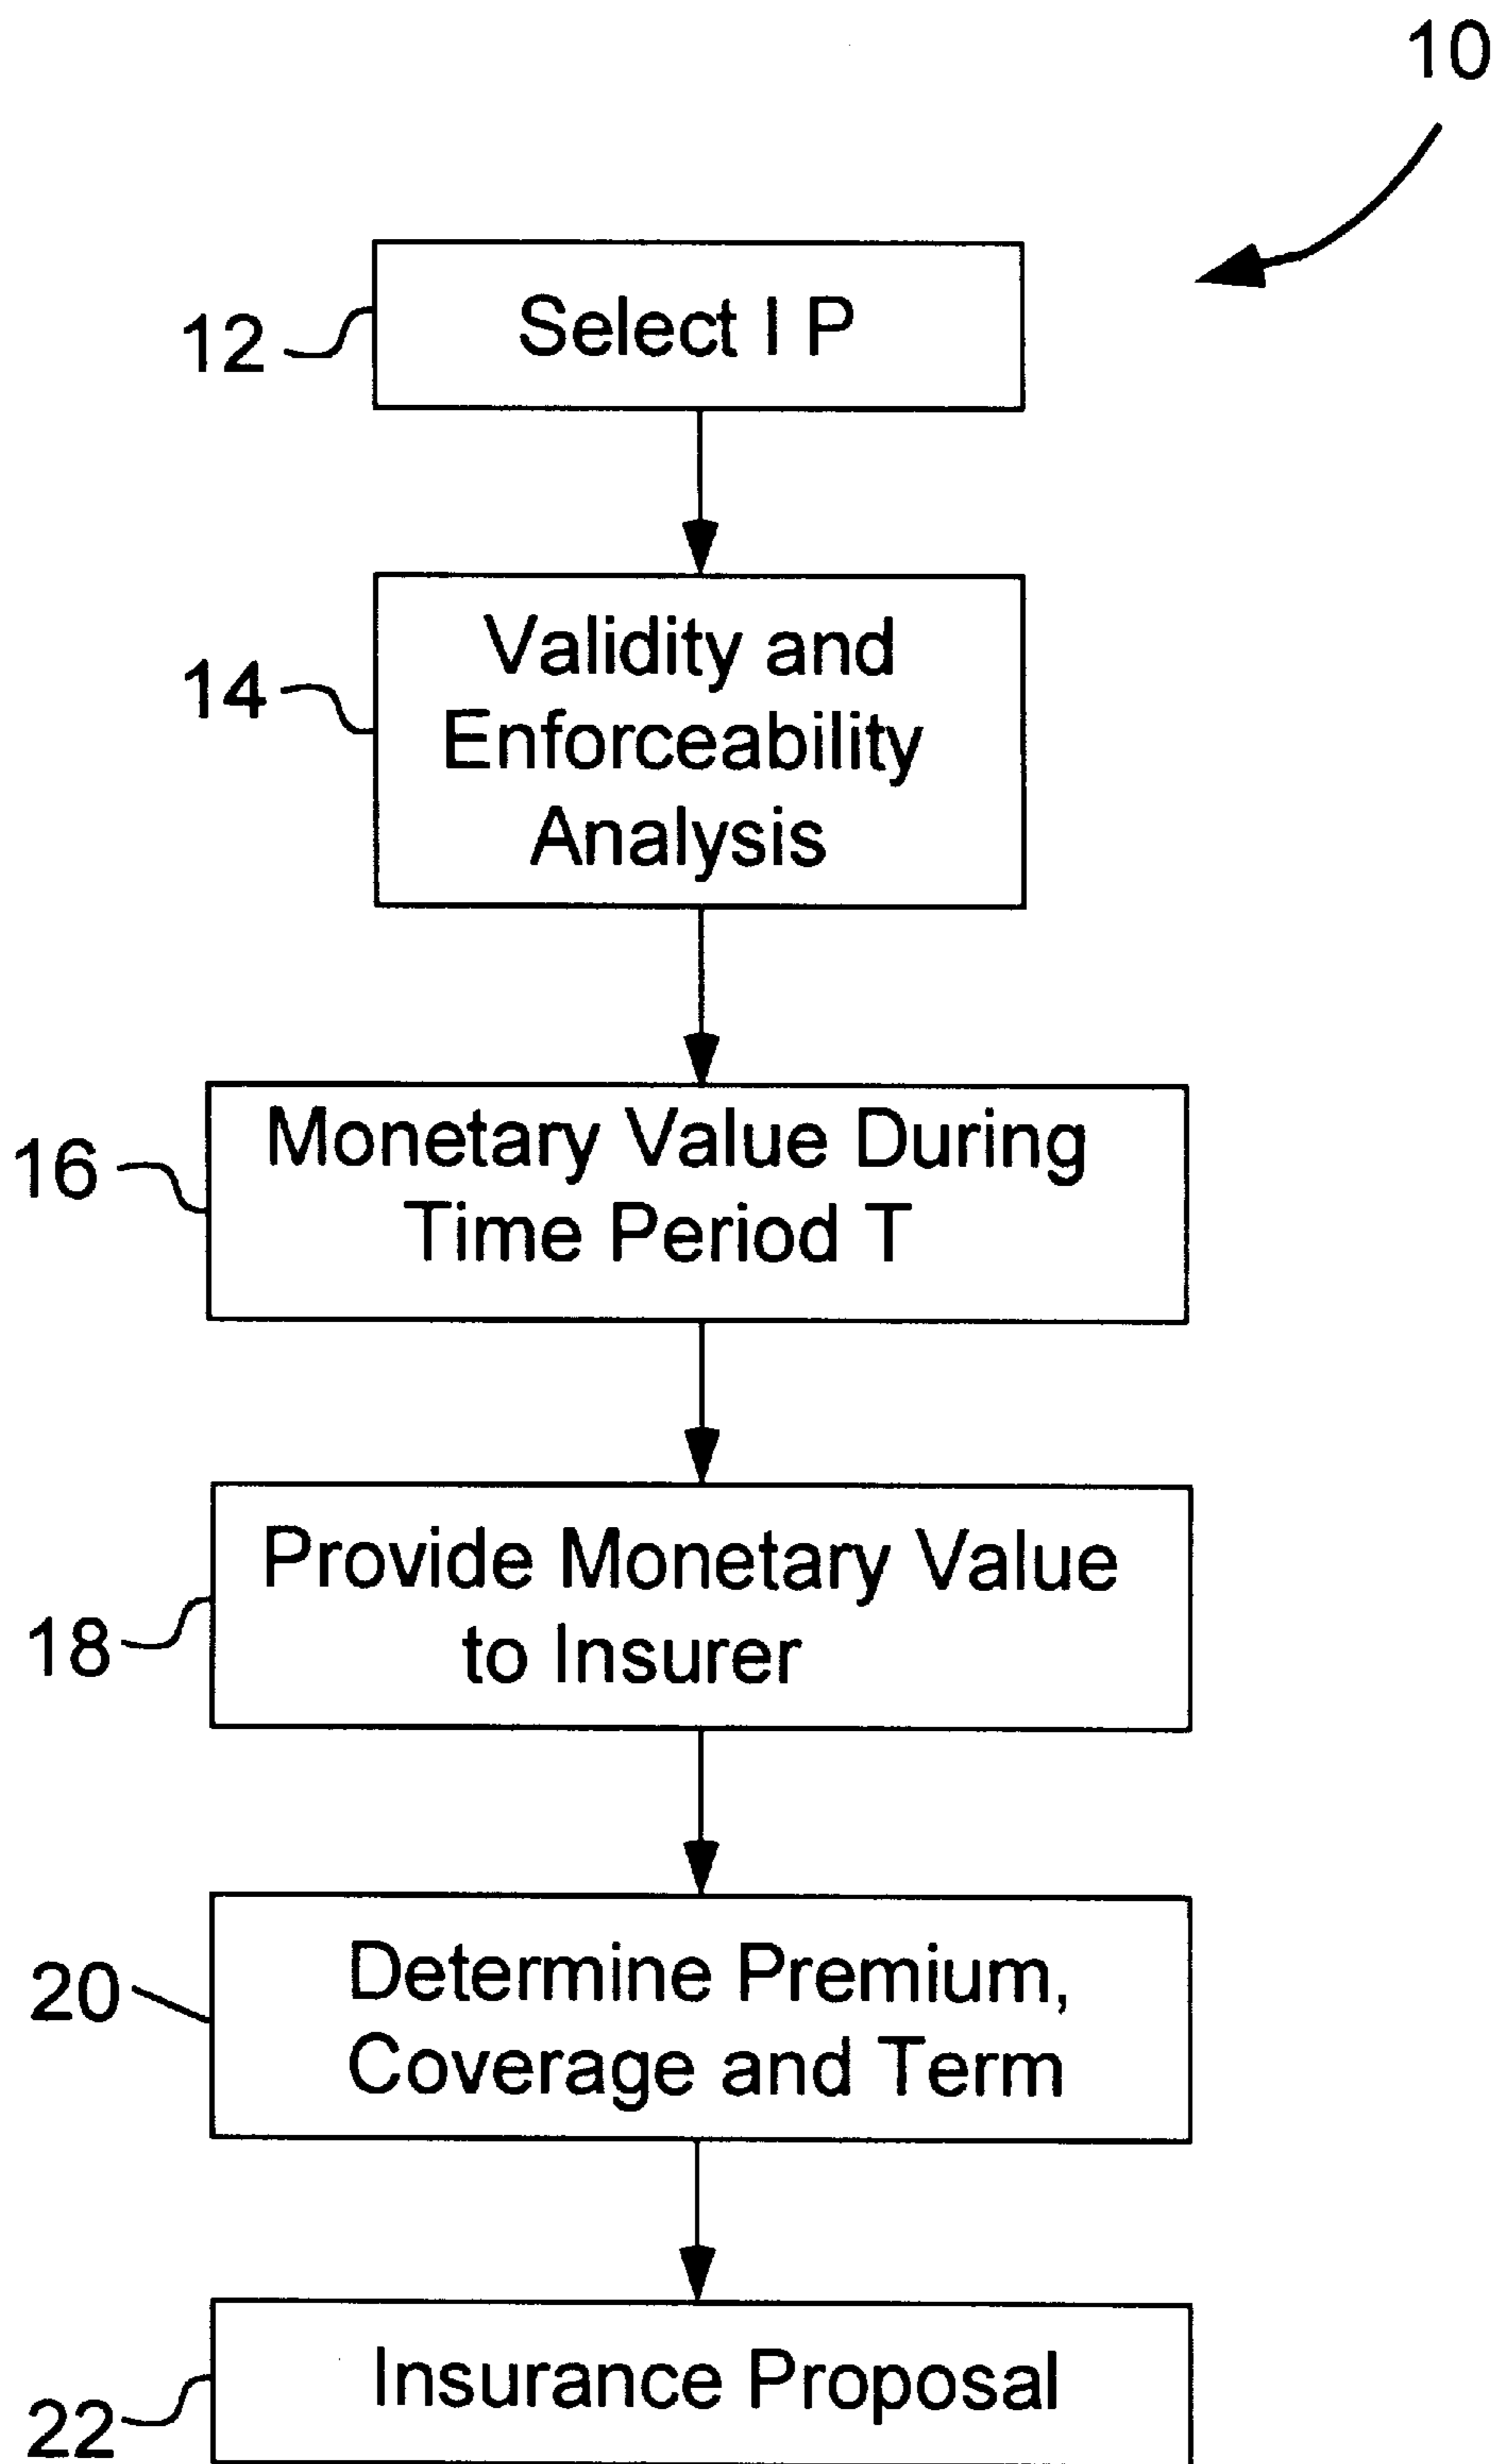 10
12
Select I P
14
Validity and
Enforceability
Analysis
16
Monetary Value During
Time Period T
18
Provide Monetary Value
to Insurer
20
Determine Premium,
Coverage and Term
22
Insurance Proposal